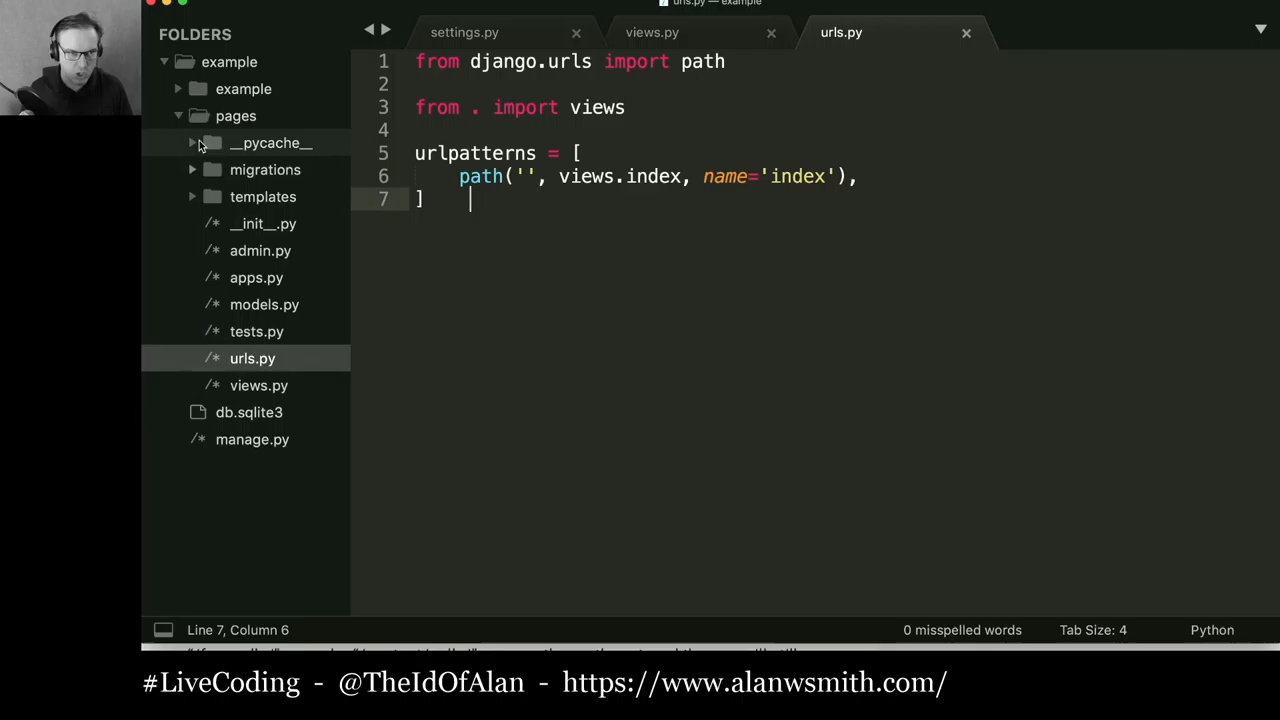 urls.py — example
FOLDERS
example
example
pages
__pycache__
migrations
templates
__init__.py
admin.py
apps.py
models.py
tests.py
urls.py
views.py
db.sqlite3
manage.py
settings.py
views.py
urls.py
1 from django.urls import path
2
3 from . import views
4
5 urlpatterns = [
6 path('', views.index, name='index'),
7 ]
Line 7, Column 6
0 misspelled words
Tab Size: 4
Python
#LiveCoding - @TheIdOfAlan - https://www.alanwsmith.com/